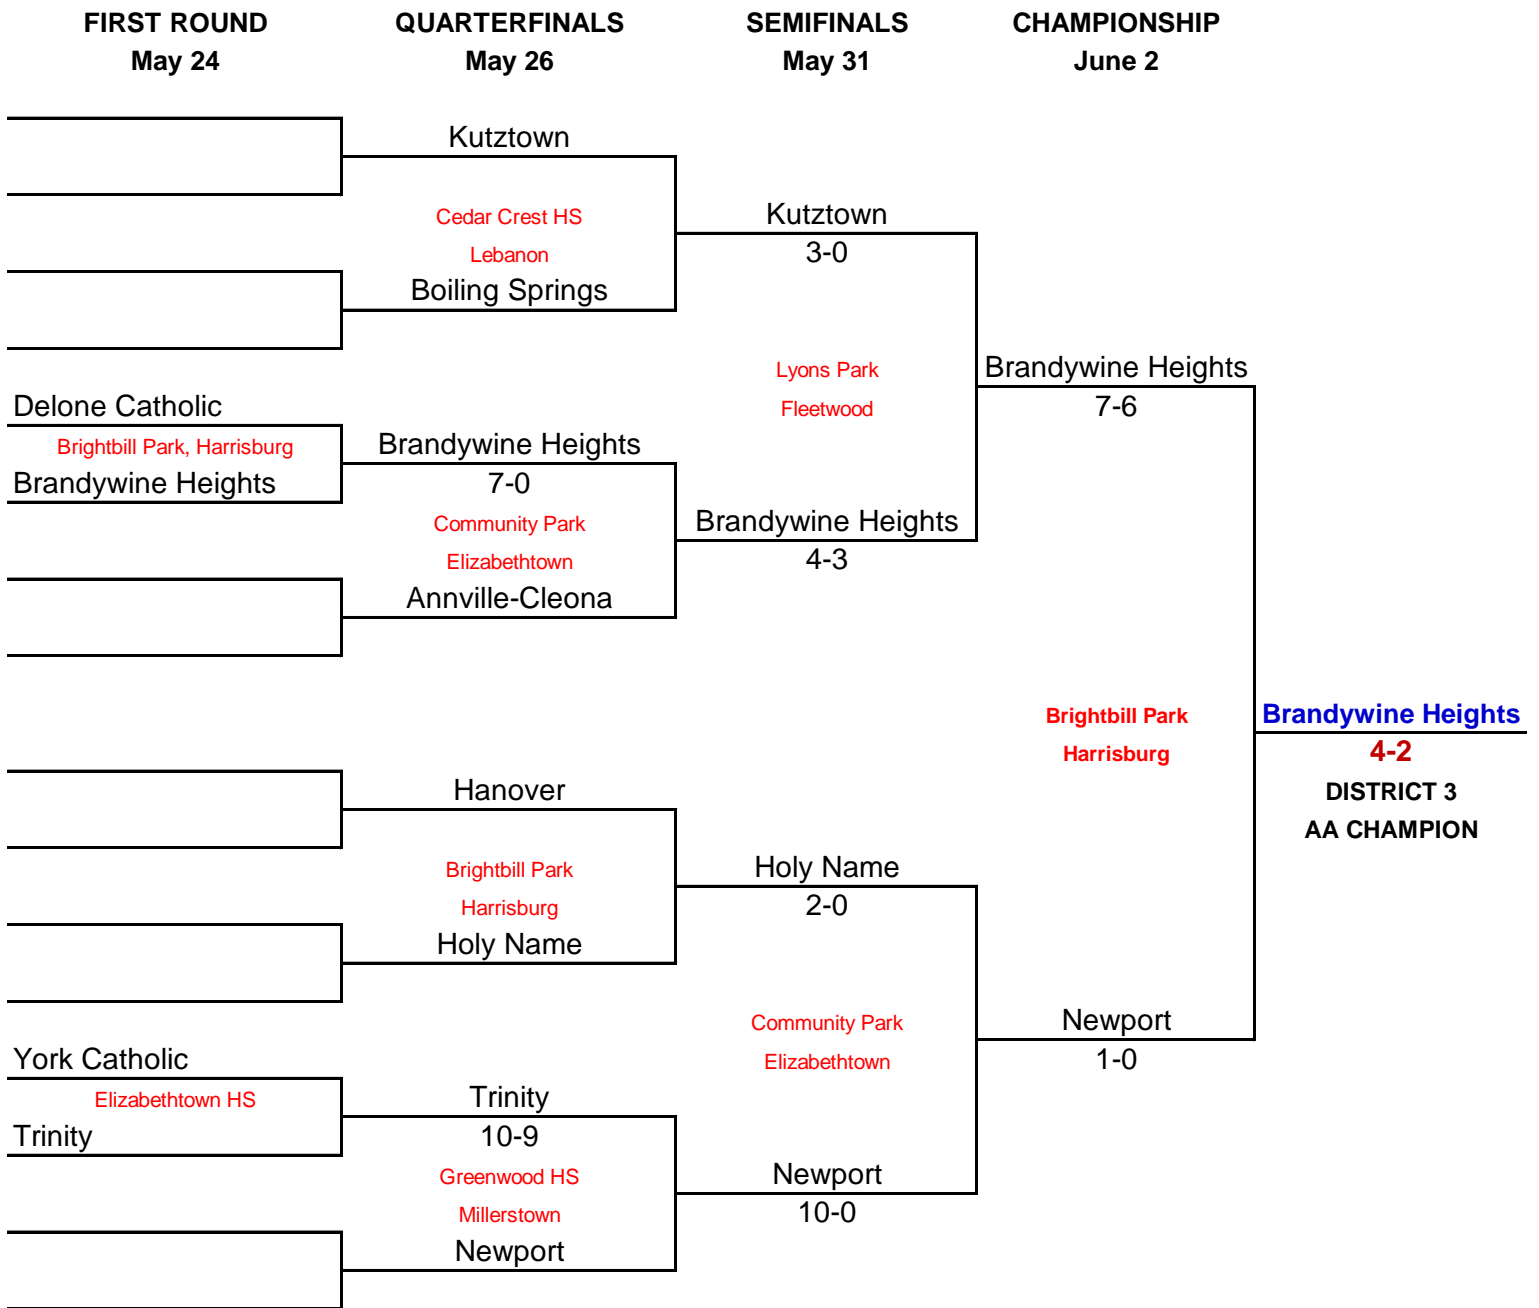 FIRST ROUND
May 24
QUARTERFINALS
May 26
SEMIFINALS
May 31
CHAMPIONSHIP
June 2
Kutztown
Cedar Crest HS
Lebanon
Boiling Springs
Kutztown
3-0
Delone Catholic
Brightbill Park, Harrisburg
Brandywine Heights
Brandywine Heights
7-0
Community Park
Elizabethtown
Annville-Cleona
Lyons Park
Fleetwood
Brandywine Heights
4-3
Brandywine Heights
7-6
Brightbill Park
Harrisburg
Brandywine Heights
4-2
DISTRICT 3
AA CHAMPION
Hanover
Brightbill Park
Harrisburg
Holy Name
Holy Name
2-0
York Catholic
Elizabethtown HS
Trinity
Trinity
10-9
Greenwood HS
Millerstown
Newport
Community Park
Elizabethtown
Newport
10-0
Newport
1-0